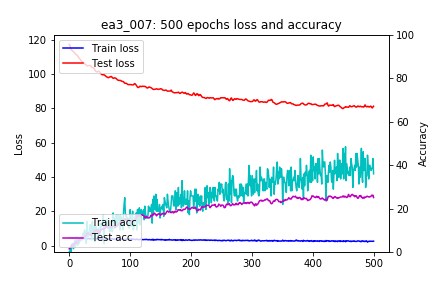 ea3_007: 500 epochs loss and accuracy
Train loss
Test loss
Train acc
Test acc
Loss
Accuracy
120
100
80
60
40
20
0
100
80
60
40
20
0
0
100
200
300
400
500